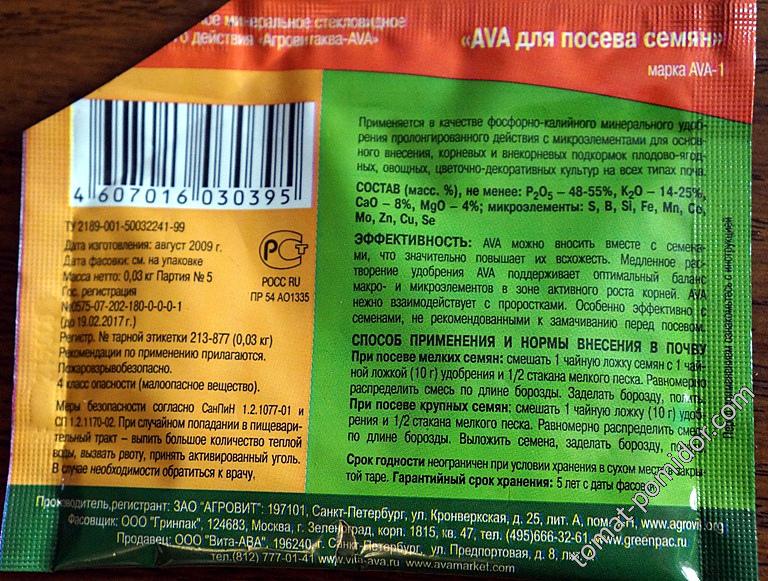 минеральное стекловидное
действия «Агровитаква-AVA»
«AVA для посева семян»
марка AVA-1
4 607016 030395
ТУ 2189-001-50032241-99
Дата изготовления: август 2009 г.
Дата фасовки: см. на упаковке
Масса нетто: 0,03 кг Партия № 5
Гос. регистрация
№0575-07-202-180-0-0-0-1
(до 19.02.2017 г.)
Регистр. № тарной этикетки 213-877 (0,03 кг)
Рекомендации по применению прилагаются.
Пожаровзрывобезопасно.
4 класс опасности (малоопасное вещество).
РОСС RU
ПР 54 АО1335
Меры безопасности согласно СанПиН 1.2.1077-01 и
СП 1.2.1170-02. При случайном попадании в пищевари-
тельный тракт – выпить большое количество теплой
воды, вызвать рвоту, принять активированный уголь.
В случае необходимости обратиться к врачу.
Применяется в качестве фосфорно-калийного минерального удоб-
рения пролонгированного действия с микроэлементами для основ-
ного внесения, корневых и внекорневых подкормок плодово-ягод-
ных, овощных, цветочно-декоративных культур на всех типах почв.
СОСТАВ (масс. %), не менее: P₂O₅ – 48-55%, K₂O – 14-25%,
CaO – 8%, MgO – 4%; микроэлементы: S, B, Si, Fe, Mn, Co,
Mo, Zn, Cu, Se
ЭФФЕКТИВНОСТЬ: AVA можно вносить вместе с семена-
ми, что значительно повышает их всхожесть. Медленное рас-
творение удобрения AVA поддерживает оптимальный баланс
макро- и микроэлементов в зоне активного роста корней. AVA
нежно взаимодействует с проростками. Особенно эффективно с
семенами, не рекомендованными к замачиванию перед посевом.
СПОСОБ ПРИМЕНЕНИЯ И НОРМЫ ВНЕСЕНИЯ В ПОЧВУ
При посеве мелких семян: смешать 1 чайную ложку семян с 1 чай-
ной ложкой (10 г) удобрения и 1/2 стакана мелкого песка. Равномерно
распределить смесь по длине борозды. Заделать борозду, полить.
При посеве крупных семян: смешать 1 чайную ложку (10 г) удоб-
рения и 1/2 стакана мелкого песка. Равномерно распределить смесь
по длине борозды. Выложить семена, заделать борозду,
Срок годности неограничен при условии хранения в сухом месте в закры-
той таре. Гарантийный срок хранения: 5 лет с даты фасовки
Перед применением ознакомьтесь с инструкцией
Производитель,регистрант: ЗАО "АГРОВИТ": 197101, Санкт-Петербург, ул. Кронверкская, д. 25, лит. А, пом.
Фасовщик: ООО "Гринпак", 124683, Москва, г. Зеленоград, корп. 1815, кв. 47, тел. (495)666-32-61, www.greenpac.ru
Продавец: ООО "Вита-АВА", 196240, г. Санкт-Петербург, ул. Предпортовая, д. 8,
тел.(812) 777-01-41 www.vita-ava.ru www.avamarket.com
tomat-pomidor.com